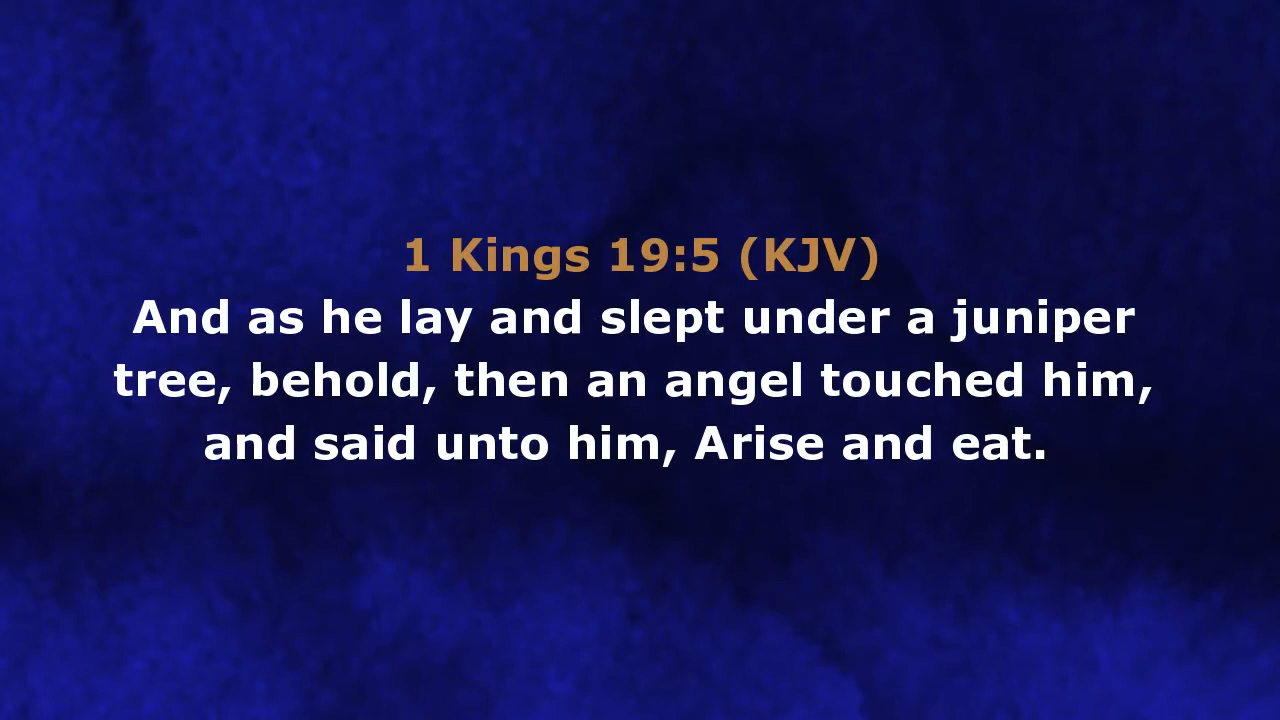 1 Kings 19:5 (KJV)
And as he lay and slept under a juniper
tree, behold, then an angel touched him,
and said unto him, Arise and eat.